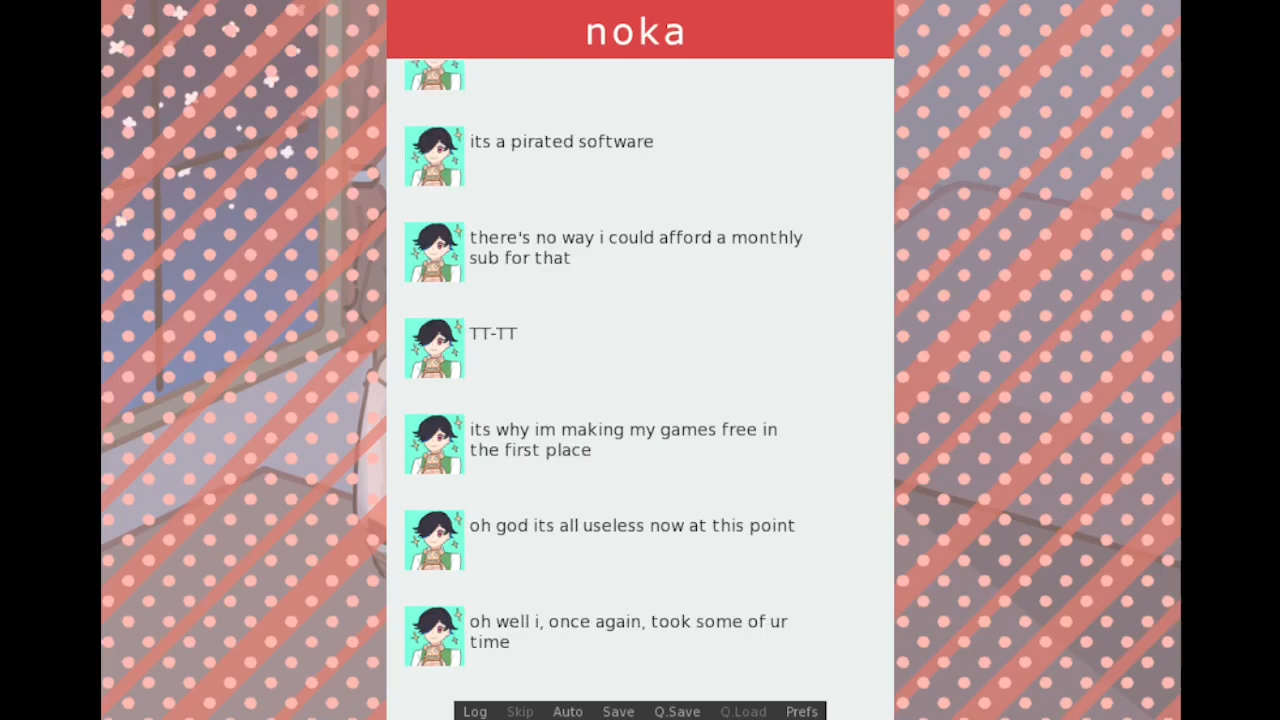 noka
its a pirated software
there's no way i could afford a monthly
sub for that
TT-TT
its why im making my games free in
the first place
oh god its all useless now at this point
oh well i, once again, took some of ur
time
Log Skip Auto Save Q.Save Q.Load Prefs